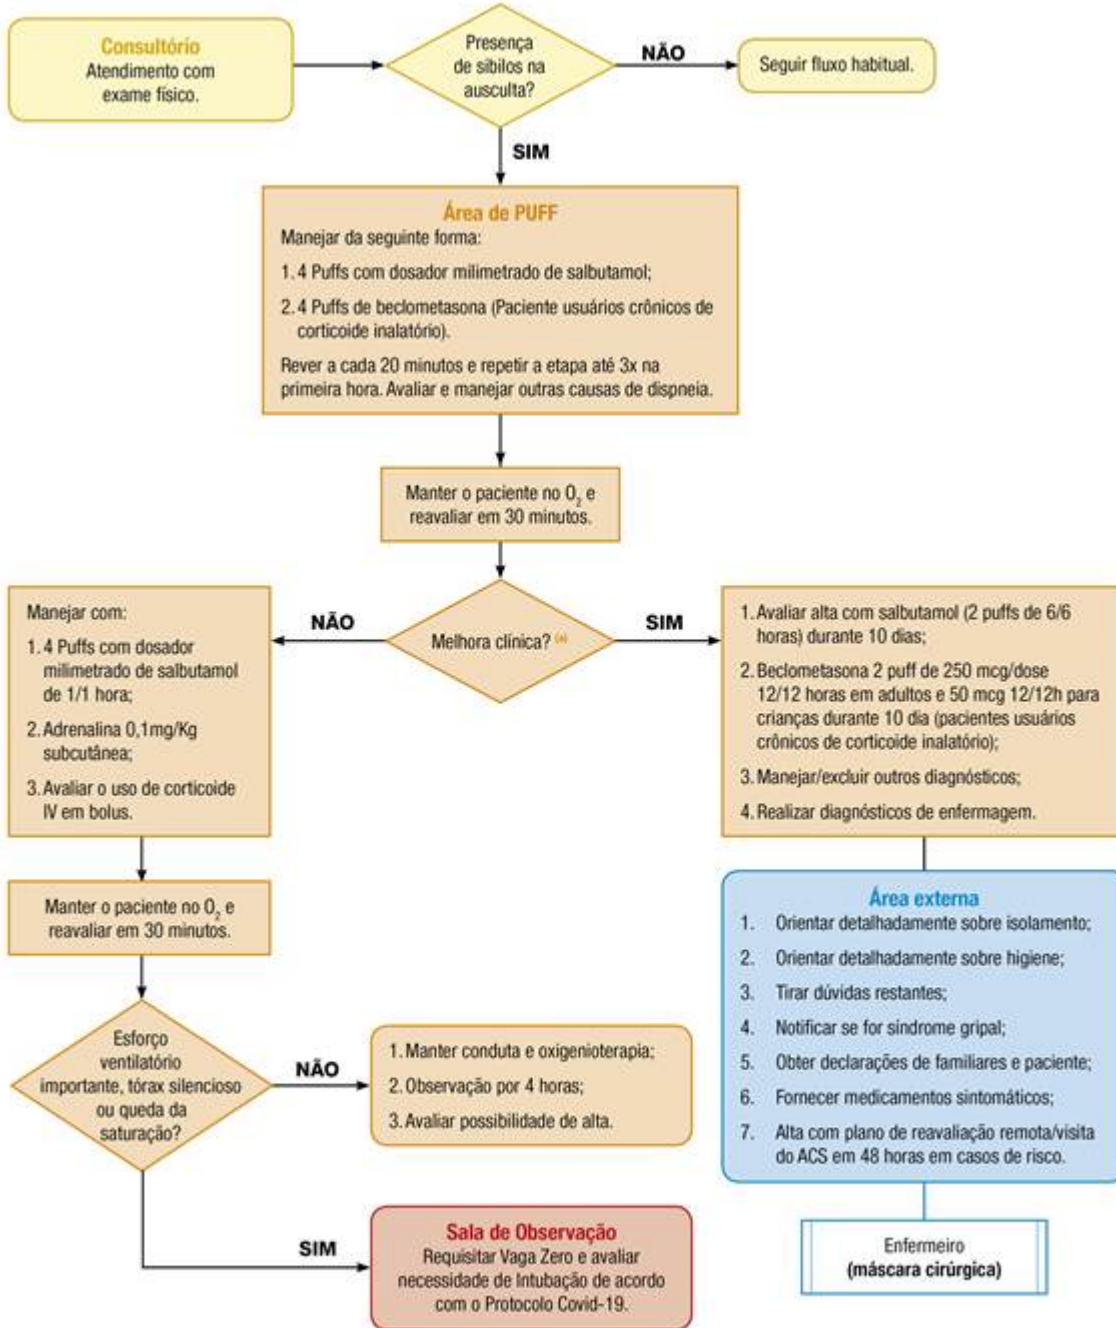 Consultório
Atendimento com
exame físico.
Presença
de sibilos na
ausculta?
NÃO
Seguir fluxo habitual.
SIM
Área de PUFF
Manejar da seguinte forma:
1. 4 Puffs com dosador milimetrado de salbutamol;
2. 4 Puffs de beclometasona (Paciente usuários crônicos de
corticoide inalatório).
Rever a cada 20 minutos e repetir a etapa até 3x na
primeira hora. Avaliar e manejar outras causas de dispneia.
Manter o paciente no O₂ e
reavaliar em 30 minutos.
Melhora clínica? (a)
NÃO
Manejar com:
1. 4 Puffs com dosador
milimetrado de salbutamol
de 1/1 hora;
2. Adrenalina 0,1mg/Kg
subcutânea;
3. Avaliar o uso de corticoide
IV em bolus.
SIM
1. Avaliar alta com salbutamol (2 puffs de 6/6
horas) durante 10 dias;
2. Beclometasona 2 puff de 250 mcg/dose
12/12 horas em adultos e 50 mcg 12/12h para
crianças durante 10 dia (pacientes usuários
crônicos de corticoide inalatório);
3. Manejar/excluir outros diagnósticos;
4. Realizar diagnósticos de enfermagem.
Manter o paciente no O₂ e
reavaliar em 30 minutos.
Área externa
1. Orientar detalhadamente sobre isolamento;
2. Orientar detalhadamente sobre higiene;
3. Tirar dúvidas restantes;
4. Notificar se for síndrome gripal;
5. Obter declarações de familiares e paciente;
6. Fornecer medicamentos sintomáticos;
7. Alta com plano de reavaliação remota/visita
do ACS em 48 horas em casos de risco.
Esforço
ventilatório
importante, tórax silencioso
ou queda da
saturação?
NÃO
1. Manter conduta e oxigenioterapia;
2. Observação por 4 horas;
3. Avaliar possibilidade de alta.
SIM
Sala de Observação
Requisitar Vaga Zero e avaliar
necessidade de Intubação de acordo
com o Protocolo Covid-19.
Enfermeiro
(máscara cirúrgica)